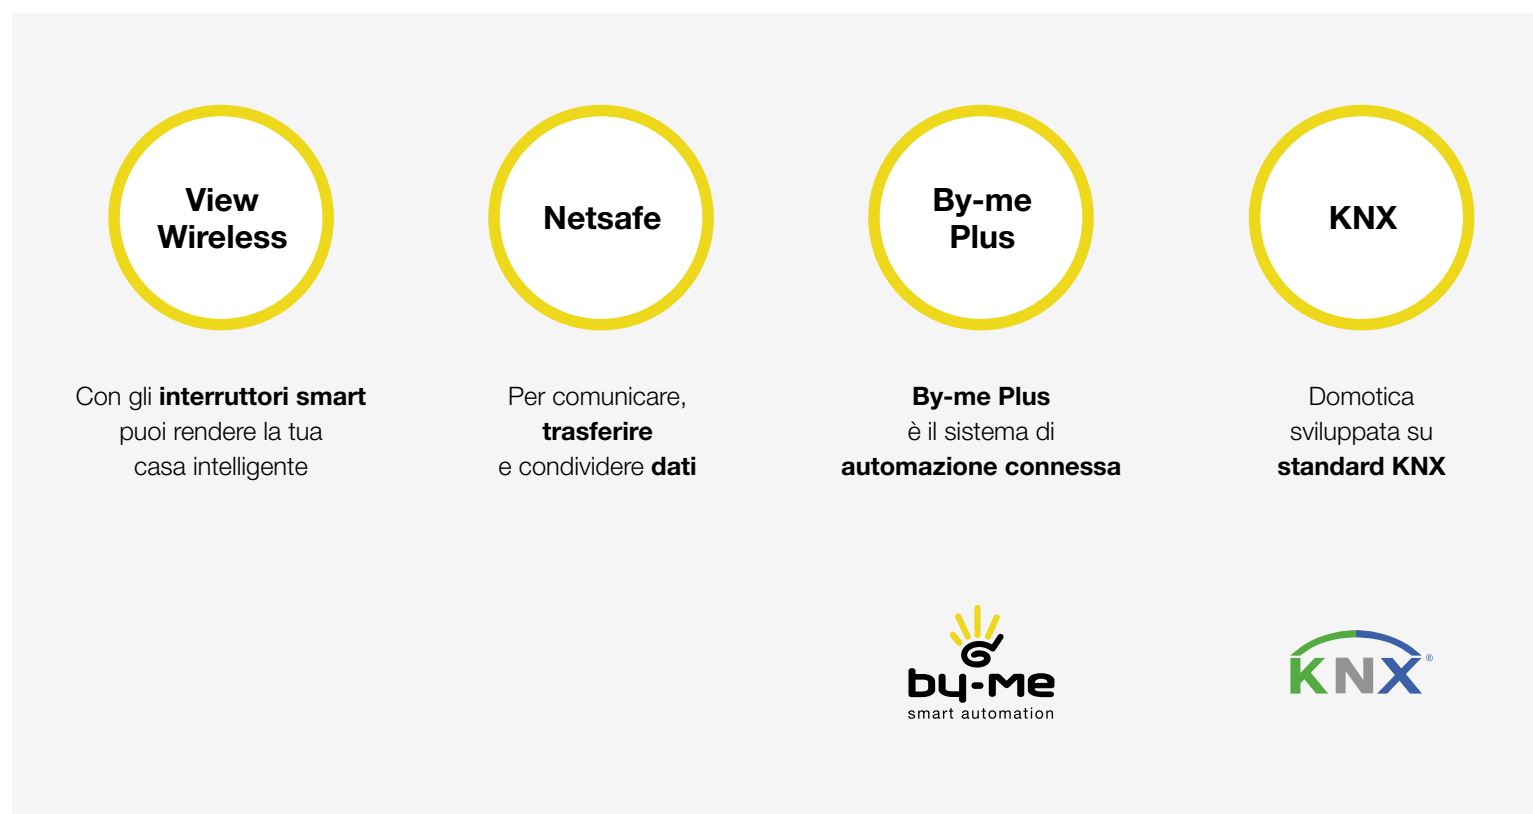 View
Wireless
Con gli interruttori smart
puoi rendere la tua
casa intelligente
Netsafe
Per comunicare,
trasferire
e condividere dati
By-me
Plus
By-me Plus
è il sistema di
automazione connessa
by-me
smart automation
KNX
Domotica
sviluppata su
standard KNX
KNX®